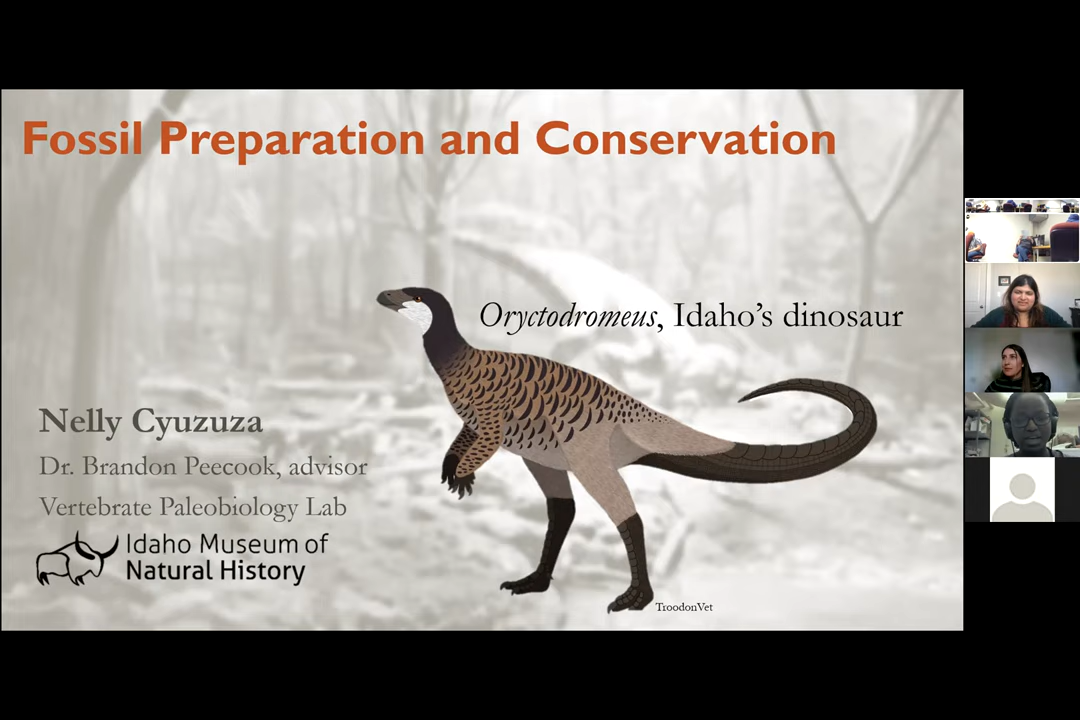 Fossil Preparation and Conservation
Oryctodromeus, Idaho's dinosaur
Nelly Cyuzuza
Dr. Brandon Peecook, advisor
Vertebrate Paleobiology Lab
Idaho Museum of
Natural History
TroodonVet